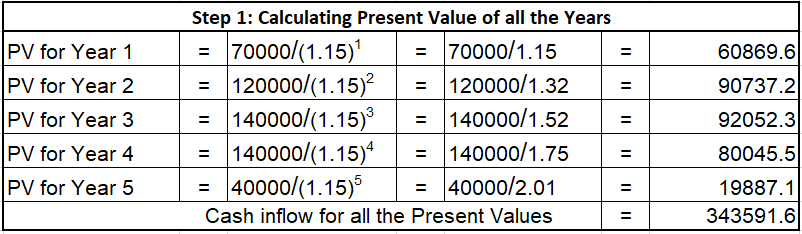 Step 1: Calculating Present Value of all the Years
PV for Year 1 = 70000/(1.15)¹ = 70000/1.15 = 60869.6
PV for Year 2 = 120000/(1.15)² = 120000/1.32 = 90737.2
PV for Year 3 = 140000/(1.15)³ = 140000/1.52 = 92052.3
PV for Year 4 = 140000/(1.15)⁴ = 140000/1.75 = 80045.5
PV for Year 5 = 40000/(1.15)⁵ = 40000/2.01 = 19887.1
Cash inflow for all the Present Values = 343591.6